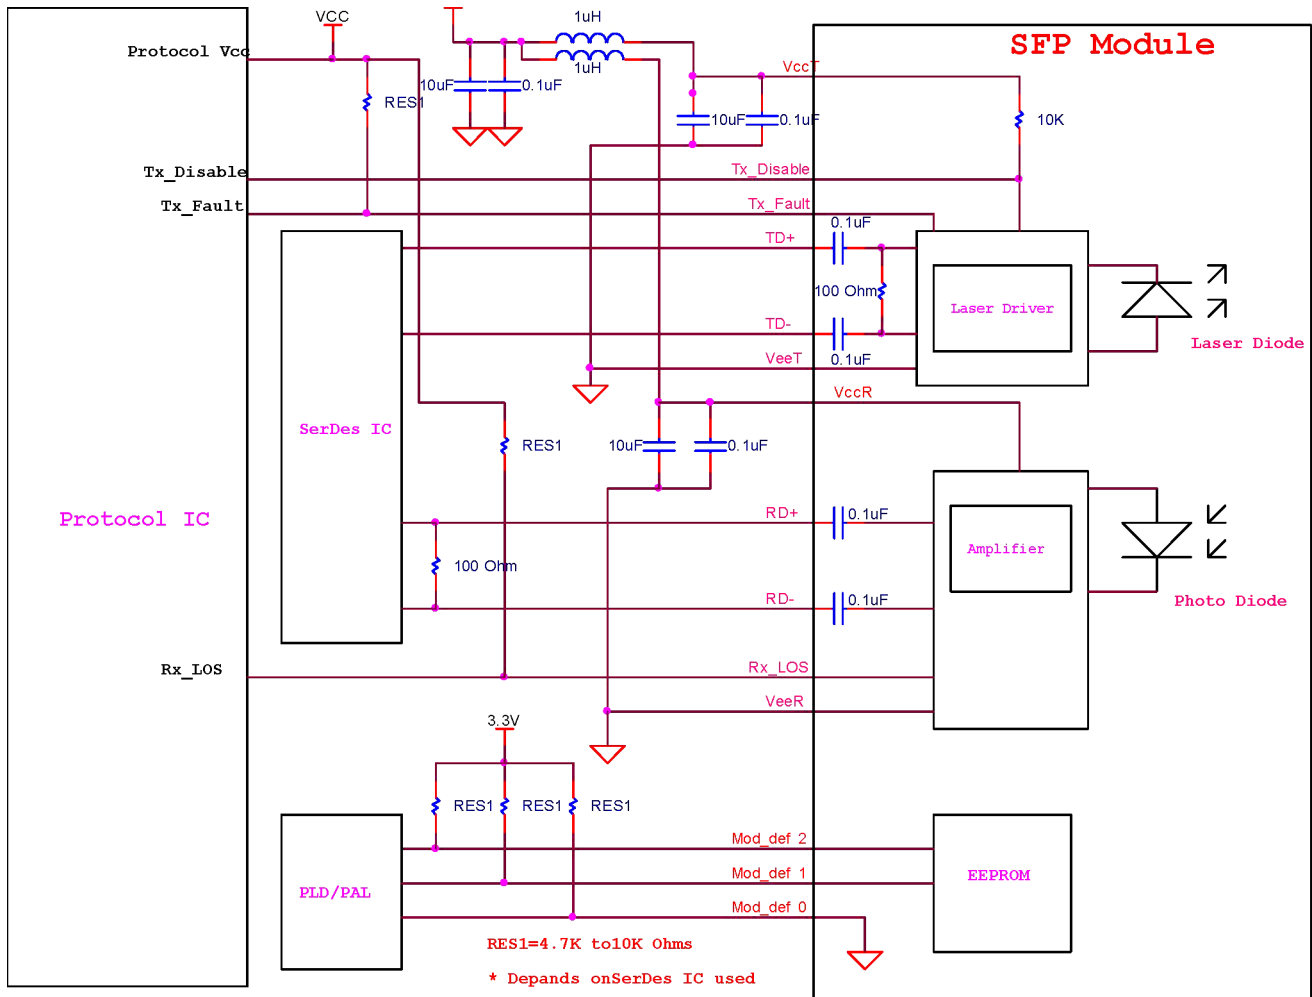 VCC
1uH
SFP Module
Protocol Vcc
1uH
VccT
10uF
0.1uF
RES1
10uF
0.1uF
10K
Tx_Disable
Tx_Disable
Tx_Fault
Tx_Fault
0.1uF
TD+
100 Ohm
Laser Driver
TD-
Laser Diode
VeeT
0.1uF
VccR
SerDes IC
RES1
10uF
0.1uF
Protocol IC
RD+
0.1uF
Amplifier
100 Ohm
RD-
0.1uF
Photo Diode
Rx_LOS
Rx_LOS
VeeR
3.3V
RES1
RES1
RES1
Mod_def 2
Mod_def 1
EEPROM
PLD/PAL
Mod_def 0
RES1=4.7K to10K Ohms
* Depands onSerDes IC used